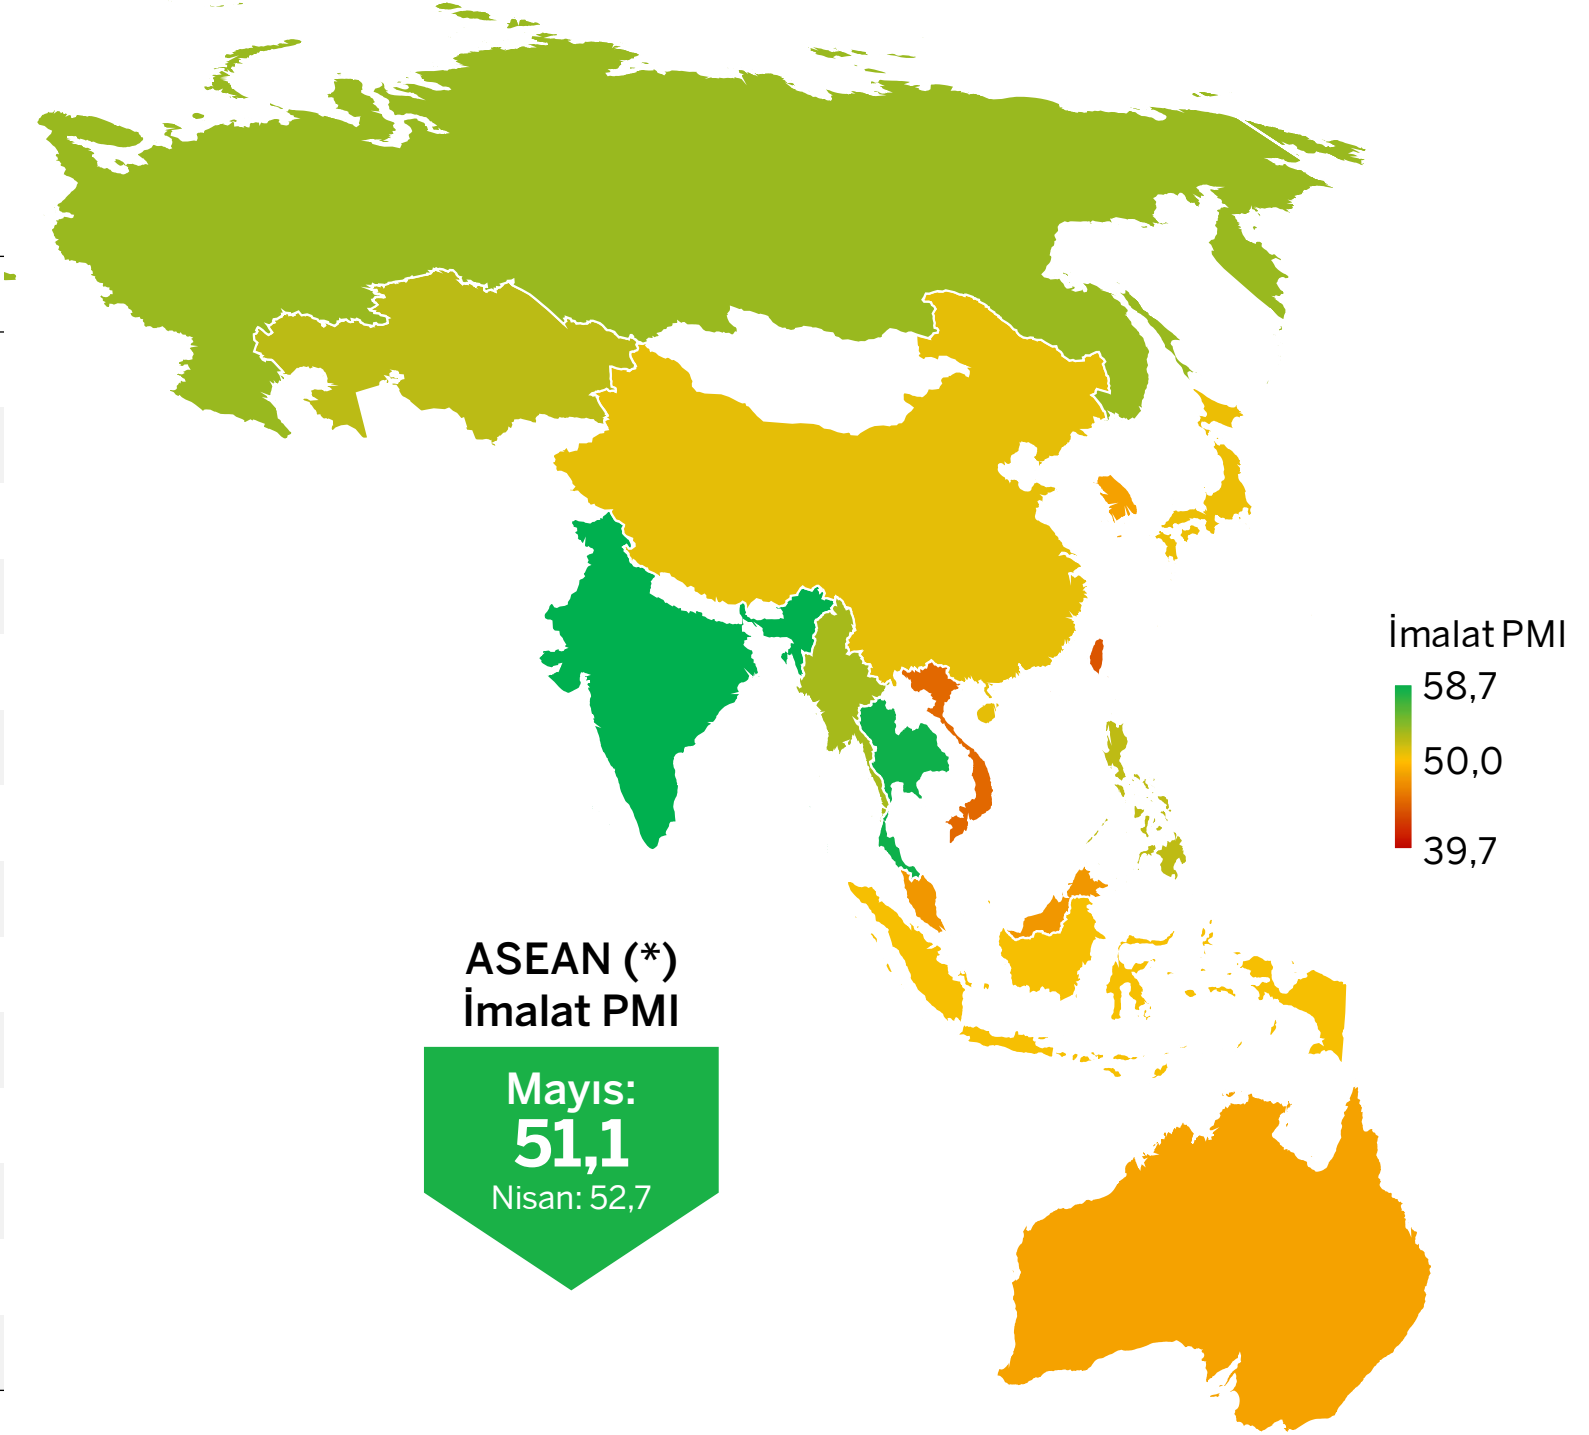 İmalat PMI
58,7
50,0
39,7
ASEAN (*)
İmalat PMI
Mayıs:
51,1
Nisan: 52,7